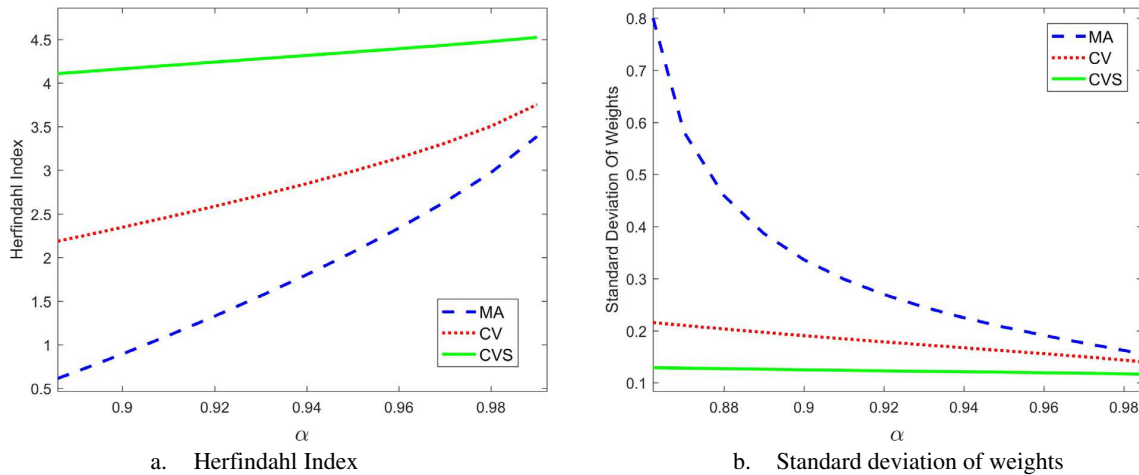 4.5
4
3.5
3
2.5
2
1.5
1
0.5
Herfindahl Index
0.9
0.92
0.94
0.96
0.98
α
MA
CV
CVS
a. Herfindahl Index
0.8
0.7
0.6
0.5
0.4
0.3
0.2
0.1
Standard Deviation Of Weights
0.88
0.9
0.92
0.94
0.96
0.98
α
MA
CV
CVS
b. Standard deviation of weights